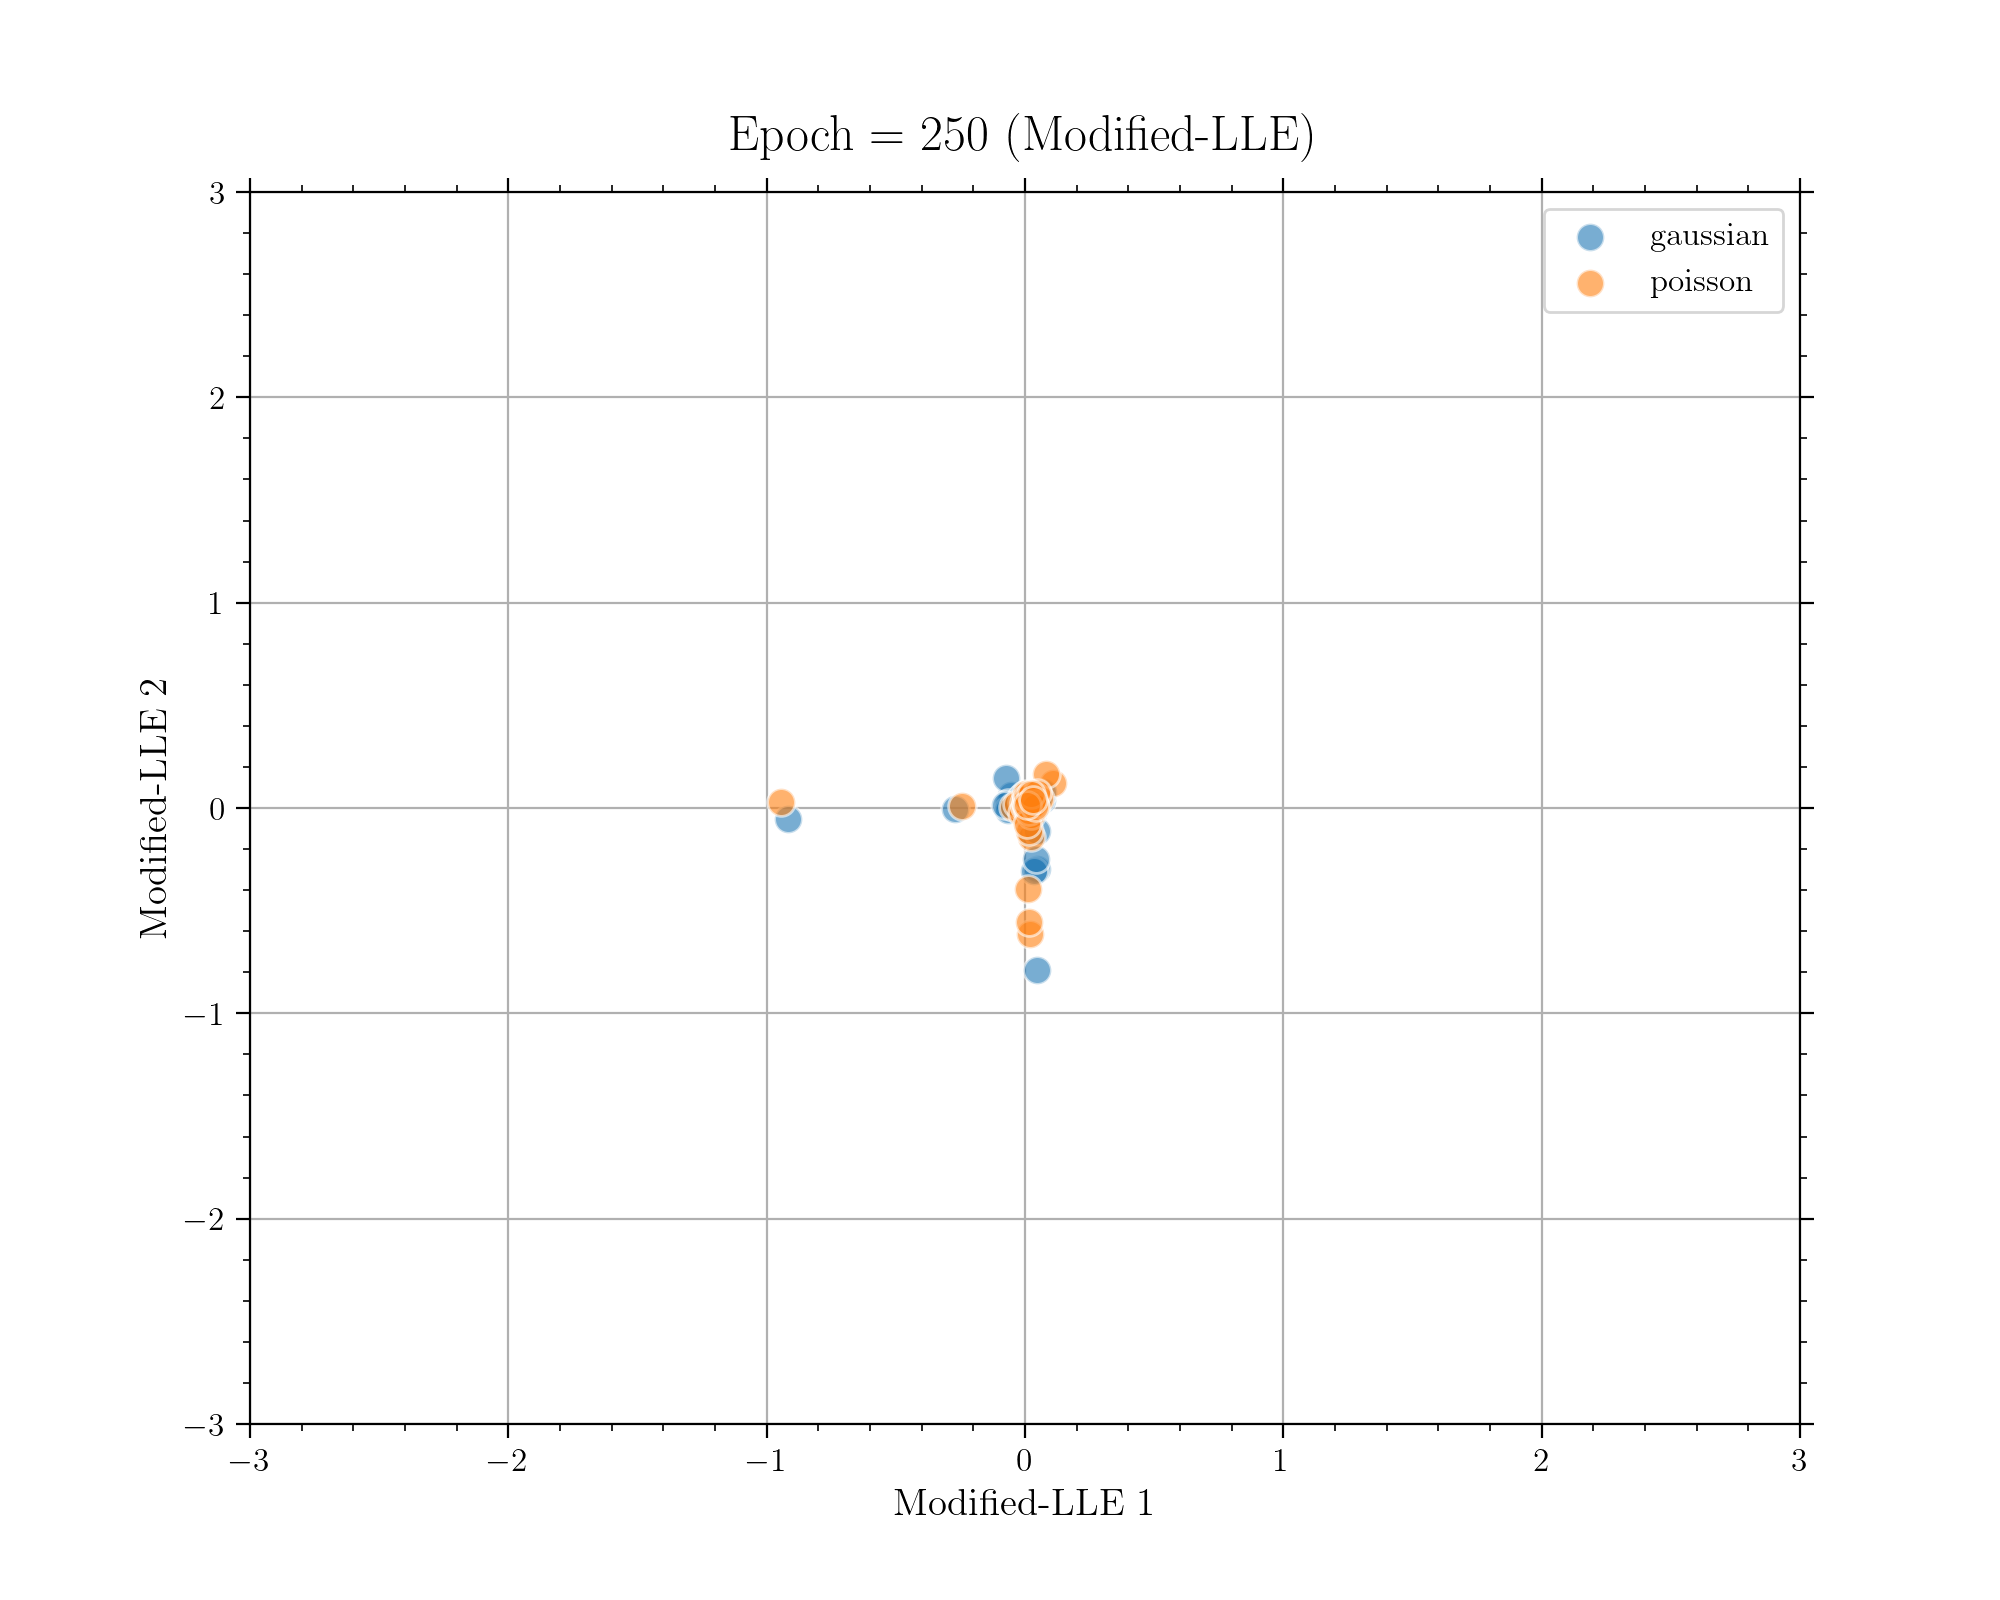 Epoch = 250 (Modified-LLE)
gaussian
poisson
3
2
1
0
−1
−2
−3
Modified-LLE 2
−3
−2
−1
0
1
2
3
Modified-LLE 1